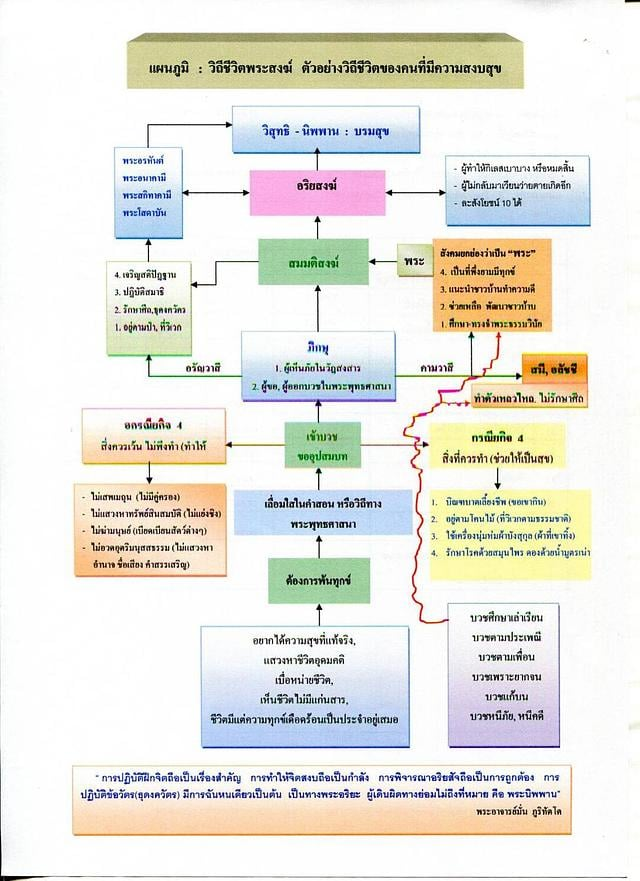 แผนภูมิ : วิถีชีวิตพระสงฆ์ ตัวอย่างวิถีชีวิตของคนที่มีความสงบสุข
วิสุทธิ - นิพพาน : บรมสุข
พระอรหันต์
พระอนาคามี
พระสกิทาคามี
พระโสดาบัน
อริยสงฆ์
- ผู้ทำกิเลสเบาบาง หรือหมดสิ้น
- ผู้ไม่กลับมาเวียนว่ายตายเกิดอีก
- ละสังโยชน์ 10 ได้
สมมติสงฆ์
พระ
สังคมยกย่องว่าเป็น "พระ"
4. เป็นที่พึ่งยามมีทุกข์
3. แนะนำชาวบ้านทำความดี
2. ช่วยเหลือ พัฒนาชาวบ้าน
1. ศึกษา-ทรงจำพระธรรมวินัย
4. เจริญสติปัฏฐาน
3. ปฏิบัติสมาธิ
2. รักษาศีล,ธุดงควัตร
1. อยู่ตามป่า, ที่วิเวก
ภิกษุ
1. ผู้เห็นภัยในวัฏสงสาร
2. ผู้ขอ, ผู้ออกบวชในพระพุทธศาสนา
อรัญวาสี
คามวาสี
สมี, อลัชชี
ทำตัวเหลวไหล, ไม่รักษาศีล
อกรณียกิจ 4
สิ่งควรเว้น ไม่พึงทำ (ทำให้
เข้าบวช
ขออุปสมบท
กรณียกิจ 4
สิ่งที่ควรทำ (ช่วยให้เป็นสุข)
- ไม่เสพเมถุน (ไม่มีคู่ครอง)
- ไม่แสวงหาทรัพย์สินสมบัติ (ไม่แย่งชิง)
- ไม่ฆ่ามนุษย์ (เบียดเบียนสัตว์ต่างๆ)
- ไม่อวดอุตริมนุสสธรรม (ไม่แสวงหา
อำนาจ ชื่อเสียง คำสรรเสริญ)
เลื่อมใสในคำสอน หรือวิถีทาง
พระพุทธศาสนา
1. บิณฑบาตเลี้ยงชีพ (ขอเขากิน)
2. อยู่ตามโคนไม้ (ที่วิเวกตามธรรมชาติ)
3. ใช้เครื่องนุ่งห่มผ้าบังสุกุล (ผ้าที่เขาทิ้ง)
4. รักษาโรคด้วยสมุนไพร ดองด้วยน้ำมูตรเน่า
ต้องการพ้นทุกข์
อยากได้ความสุขที่แท้จริง,
แสวงหาชีวิตอุดมคติ
เบื่อหน่ายชีวิต,
เห็นชีวิตไม่มีแก่นสาร,
ชีวิตมีแต่ความทุกข์เดือดร้อนเป็นประจำอยู่เสมอ
บวชศึกษาเล่าเรียน
บวชตามประเพณี
บวชตามเพื่อน
บวชเพราะยากจน
บวชแก้บน
บวชหนีภัย, หนีคดี
" การปฏิบัติฝึกจิตถือเป็นเรื่องสำคัญ การทำให้จิตสงบถือเป็นกำลัง การพิจารณาอริยสัจถือเป็นการถูกต้อง การ
ปฏิบัติข้อวัตร(ธุดงควัตร) มีการฉันหนเดียวเป็นต้น เป็นทางพระอริยะ ผู้เดินผิดทางย่อมไม่ถึงที่หมาย คือ พระนิพพาน"
พระอาจารย์มั่น ภูริทัตโต